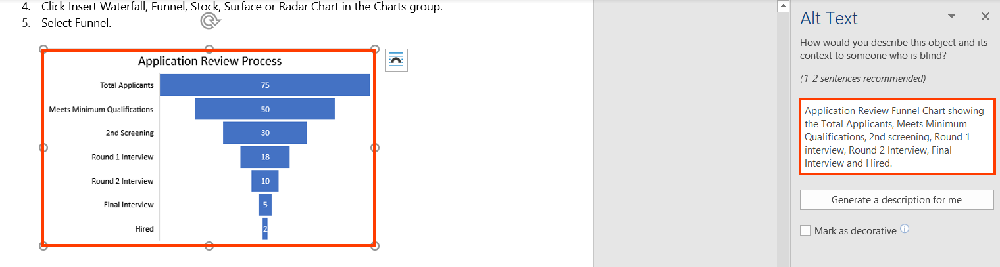 4. Click Insert Waterfall, Funnel, Stock, Surface or Radar Chart in the Charts group.
5. Select Funnel.
Application Review Process
Total Applicants 75
Meets Minimum Qualifications 50
2nd Screening 30
Round 1 Interview 18
Round 2 Interview 10
Final Interview 5
Hired 2
Alt Text
How would you describe this object and its
context to someone who is blind?
(1-2 sentences recommended)
Application Review Funnel Chart showing
the Total Applicants, Meets Minimum
Qualifications, 2nd screening, Round 1
interview, Round 2 Interview, Final
Interview and Hired.
Generate a description for me
Mark as decorative